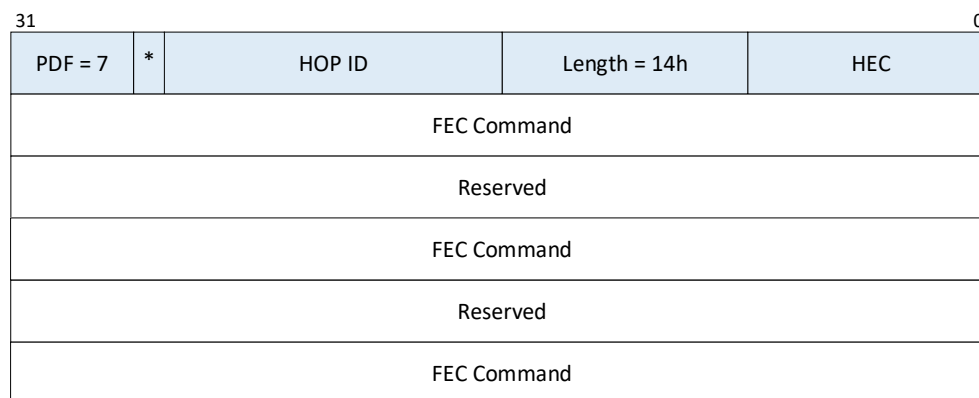 31 0
PDF = 7 * HOP ID Length = 14h HEC
FEC Command
Reserved
FEC Command
Reserved
FEC Command